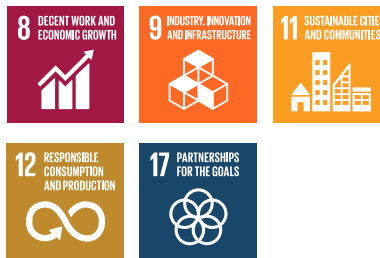 8 DECENT WORK AND
ECONOMIC GROWTH
9 INDUSTRY, INNOVATION
AND INFRASTRUCTURE
11 SUSTAINABLE CITIES
AND COMMUNITIES
12 RESPONSIBLE
CONSUMPTION
AND PRODUCTION
17 PARTNERSHIPS
FOR THE GOALS